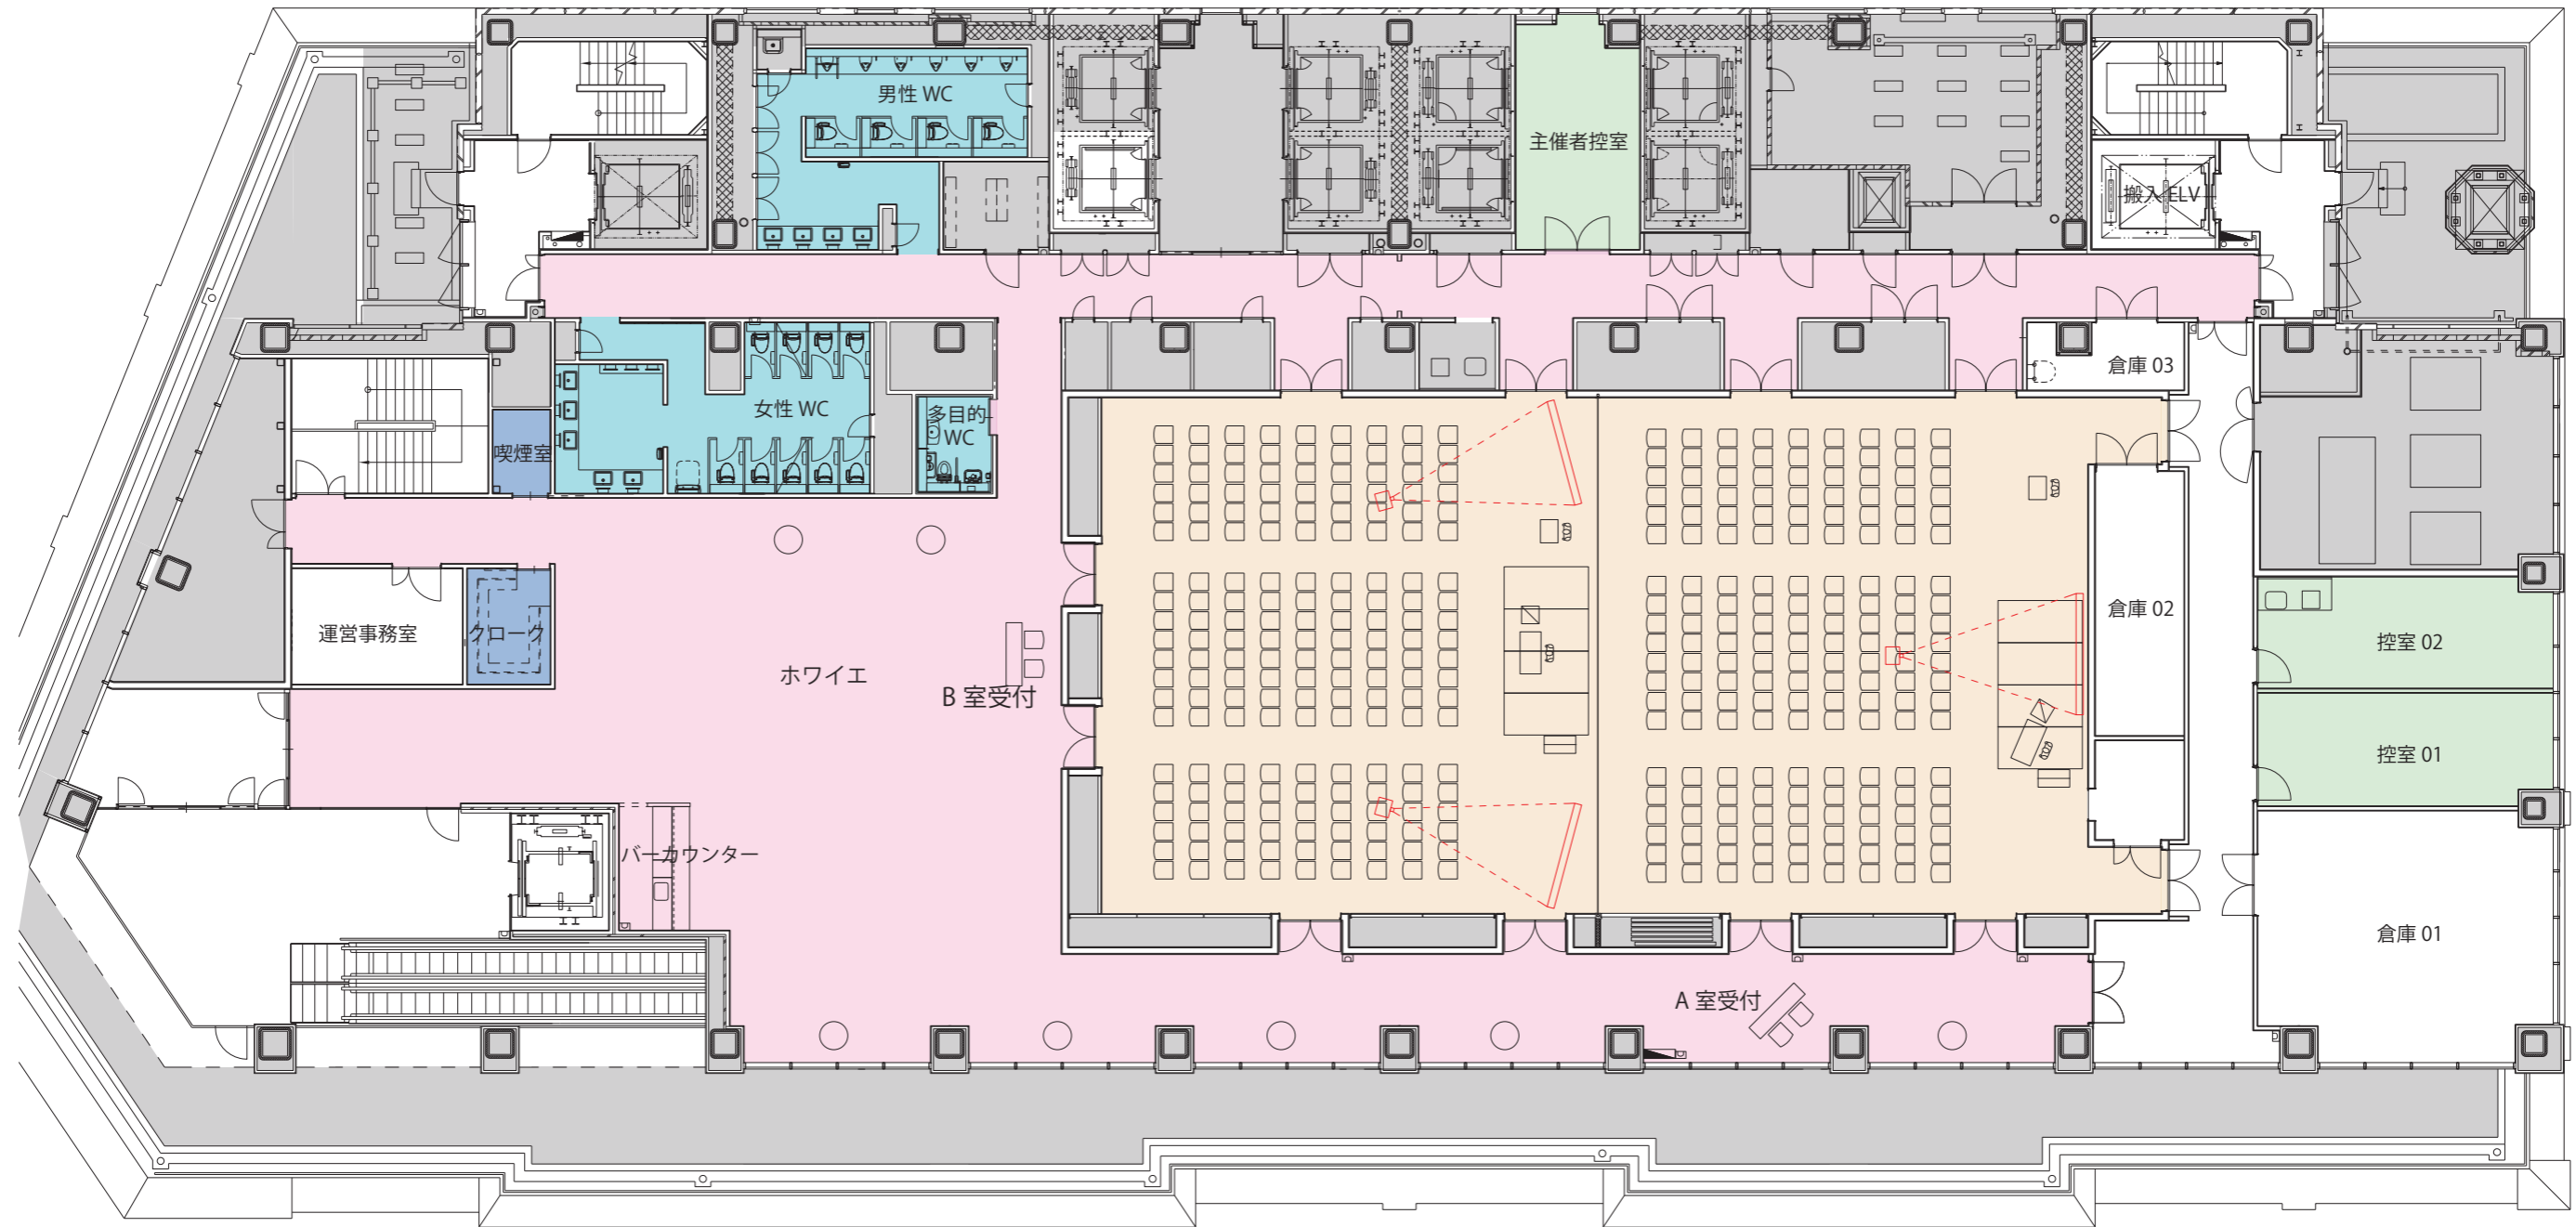 男性 WC
主催者控室
搬入 ELV
倉庫 03
女性 WC
多目的
WC
喫煙室
運営事務室
クローク
ホワイエ
B 室受付
倉庫 02
控室 02
控室 01
バーカウンター
倉庫 01
A 室受付